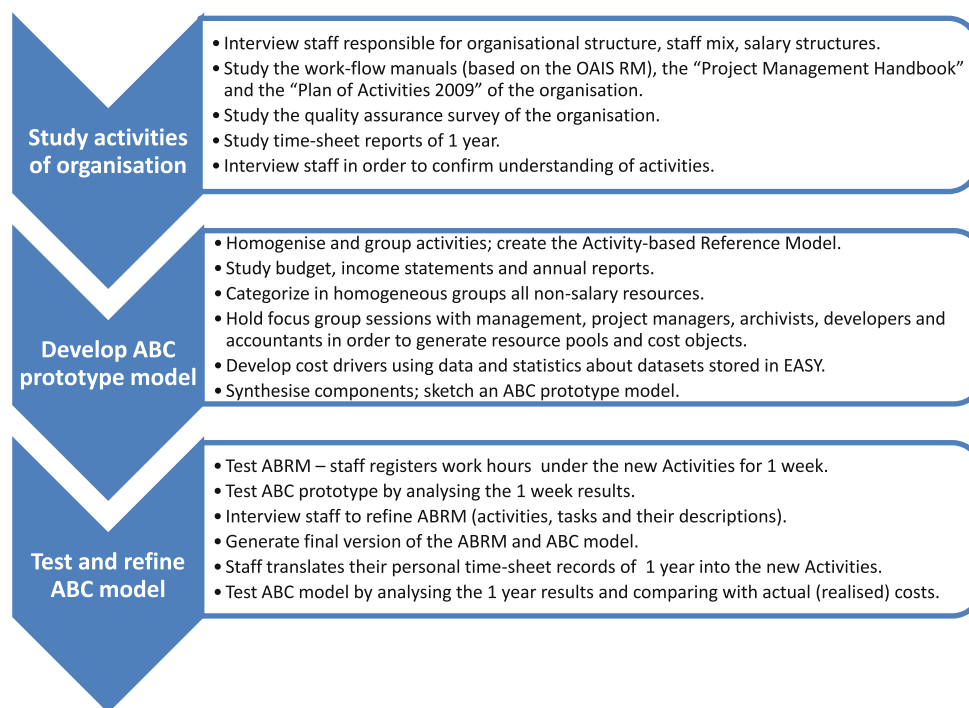 Study activities
of organisation
• Interview staff responsible for organisational structure, staff mix, salary structures.
• Study the work-flow manuals (based on the OAIS RM), the “Project Management Handbook”
and the “Plan of Activities 2009” of the organisation.
• Study the quality assurance survey of the organisation.
• Study time-sheet reports of 1 year.
• Interview staff in order to confirm understanding of activities.
Develop ABC
prototype model
• Homogenise and group activities; create the Activity-based Reference Model.
• Study budget, income statements and annual reports.
• Categorize in homogeneous groups all non-salary resources.
• Hold focus group sessions with management, project managers, archivists, developers and
accountants in order to generate resource pools and cost objects.
• Develop cost drivers using data and statistics about datasets stored in EASY.
• Synthesise components; sketch an ABC prototype model.
Test and refine
ABC model
• Test ABRM – staff registers work hours under the new Activities for 1 week.
• Test ABC prototype by analysing the 1 week results.
• Interview staff to refine ABRM (activities, tasks and their descriptions).
• Generate final version of the ABRM and ABC model.
• Staff translates their personal time-sheet records of 1 year into the new Activities.
• Test ABC model by analysing the 1 year results and comparing with actual (realised) costs.